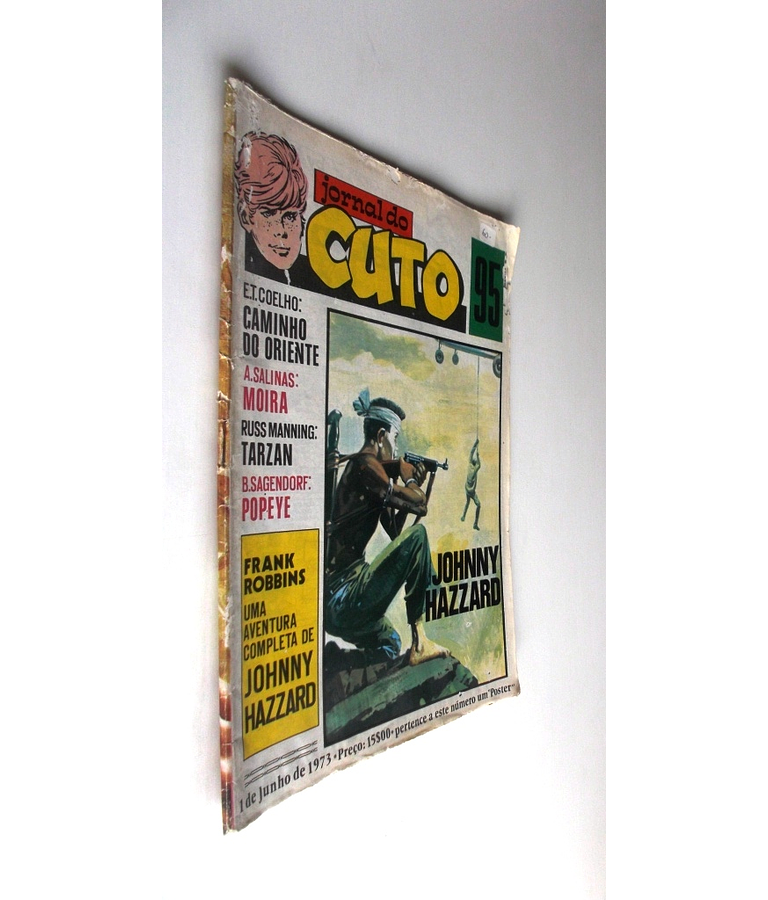 jornal do
CUTO
95
60-
E.T. COELHO:
CAMINHO
DO ORIENTE
A. SALINAS:
MOIRA
RUSS MANNING:
TARZAN
B. SAGENDORF:
POPEYE
FRANK
ROBBINS
UMA
AVENTURA
COMPLETA DE
JOHNNY
HAZZARD
JOHNNY
HAZZARD
1 de Junho de 1973 • Preço: 15$00 • pertence a este número um "Poster"